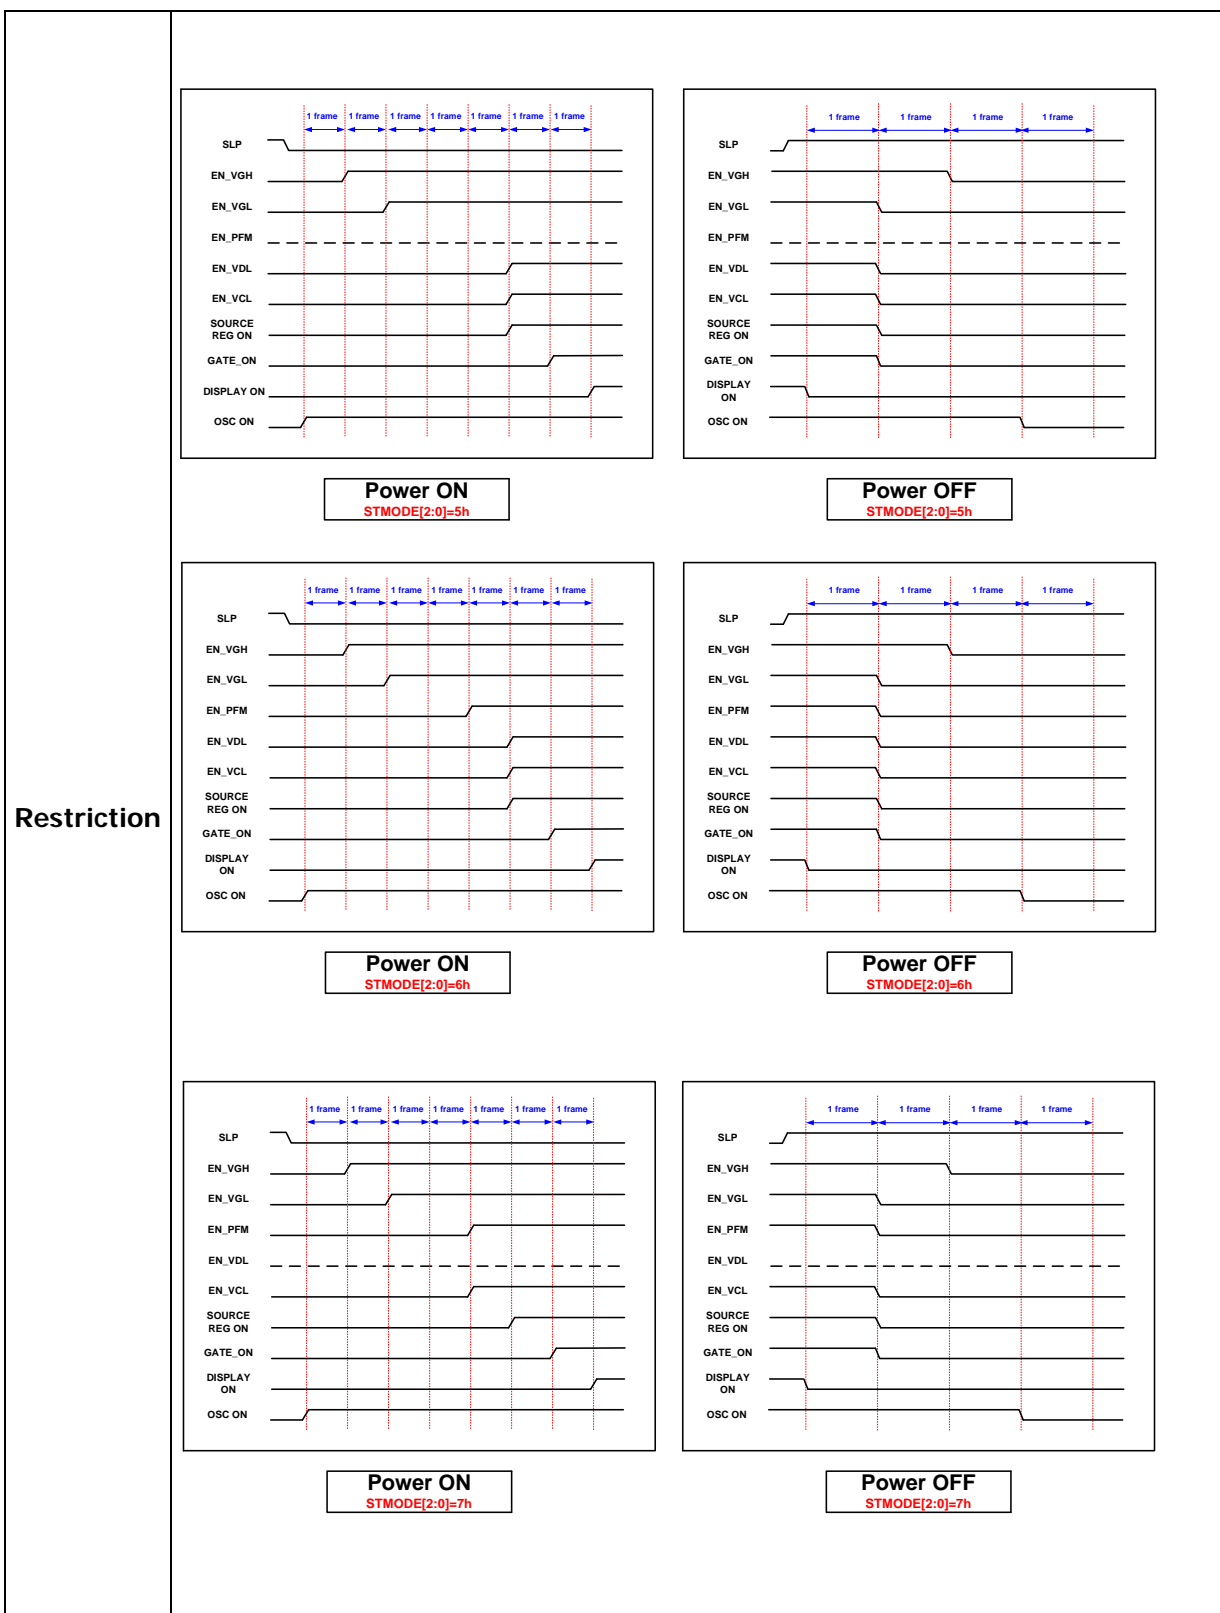 Restriction
1 frame 1 frame 1 frame 1 frame 1 frame 1 frame 1 frame
SLP
EN_VGH
EN_VGL
EN_PFM
EN_VDL
EN_VCL
SOURCE
REG ON
GATE_ON
DISPLAY ON
OSC ON
Power ON
STMODE[2:0]=5h
1 frame 1 frame 1 frame 1 frame
SLP
EN_VGH
EN_VGL
EN_PFM
EN_VDL
EN_VCL
SOURCE
REG ON
GATE_ON
DISPLAY
ON
OSC ON
Power OFF
STMODE[2:0]=5h
1 frame 1 frame 1 frame 1 frame 1 frame 1 frame 1 frame
SLP
EN_VGH
EN_VGL
EN_PFM
EN_VDL
EN_VCL
SOURCE
REG ON
GATE_ON
DISPLAY
ON
OSC ON
Power ON
STMODE[2:0]=6h
1 frame 1 frame 1 frame 1 frame
SLP
EN_VGH
EN_VGL
EN_PFM
EN_VDL
EN_VCL
SOURCE
REG ON
GATE_ON
DISPLAY
ON
OSC ON
Power OFF
STMODE[2:0]=6h
1 frame 1 frame 1 frame 1 frame 1 frame 1 frame 1 frame
SLP
EN_VGH
EN_VGL
EN_PFM
EN_VDL
EN_VCL
SOURCE
REG ON
GATE_ON
DISPLAY
ON
OSC ON
Power ON
STMODE[2:0]=7h
1 frame 1 frame 1 frame 1 frame
SLP
EN_VGH
EN_VGL
EN_PFM
EN_VDL
EN_VCL
SOURCE
REG ON
GATE_ON
DISPLAY
ON
OSC ON
Power OFF
STMODE[2:0]=7h